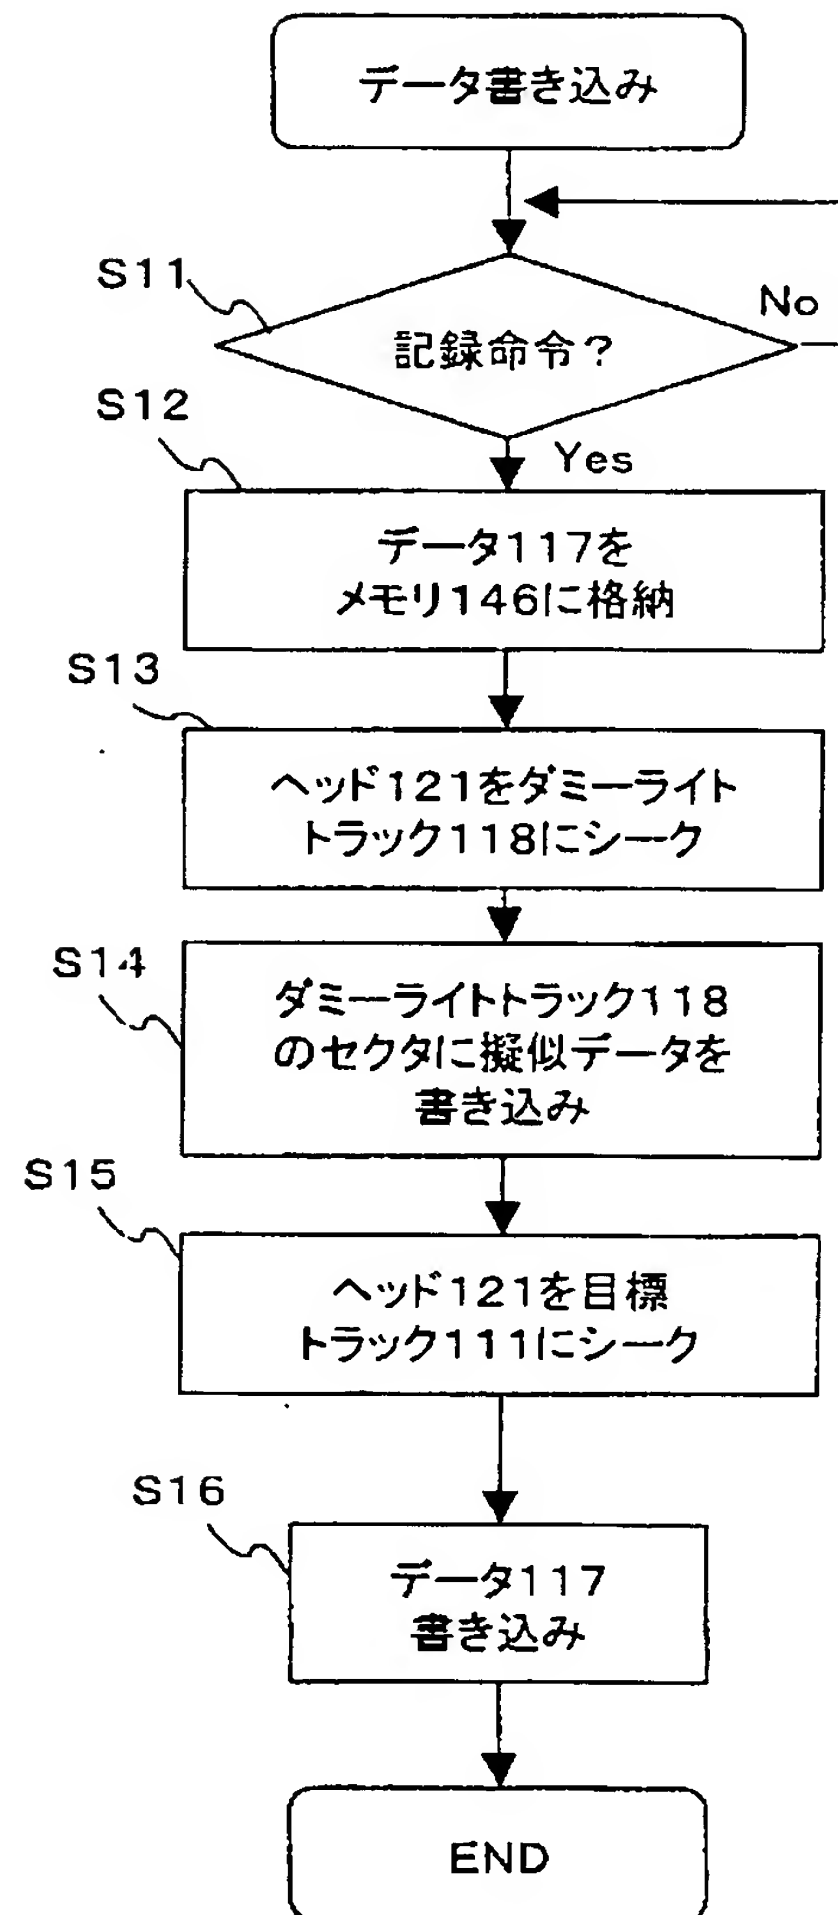 データ書き込み
S11
記録命令?
No
S12
Yes
データ117を
メモリ146に格納
S13
ヘッド121をダミーライト
トラック118にシーク
S14
ダミーライトトラック118
のセクタに擬似データを
書き込み
S15
ヘッド121を目標
トラック111にシーク
S16
データ117
書き込み
END